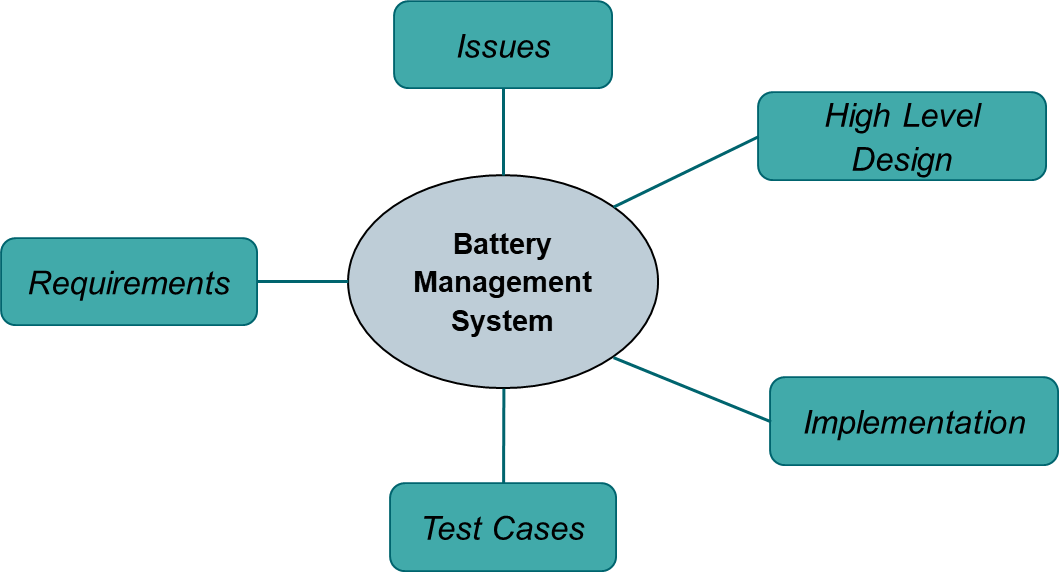 Issues
High Level
Design
Battery
Management
System
Requirements
Implementation
Test Cases